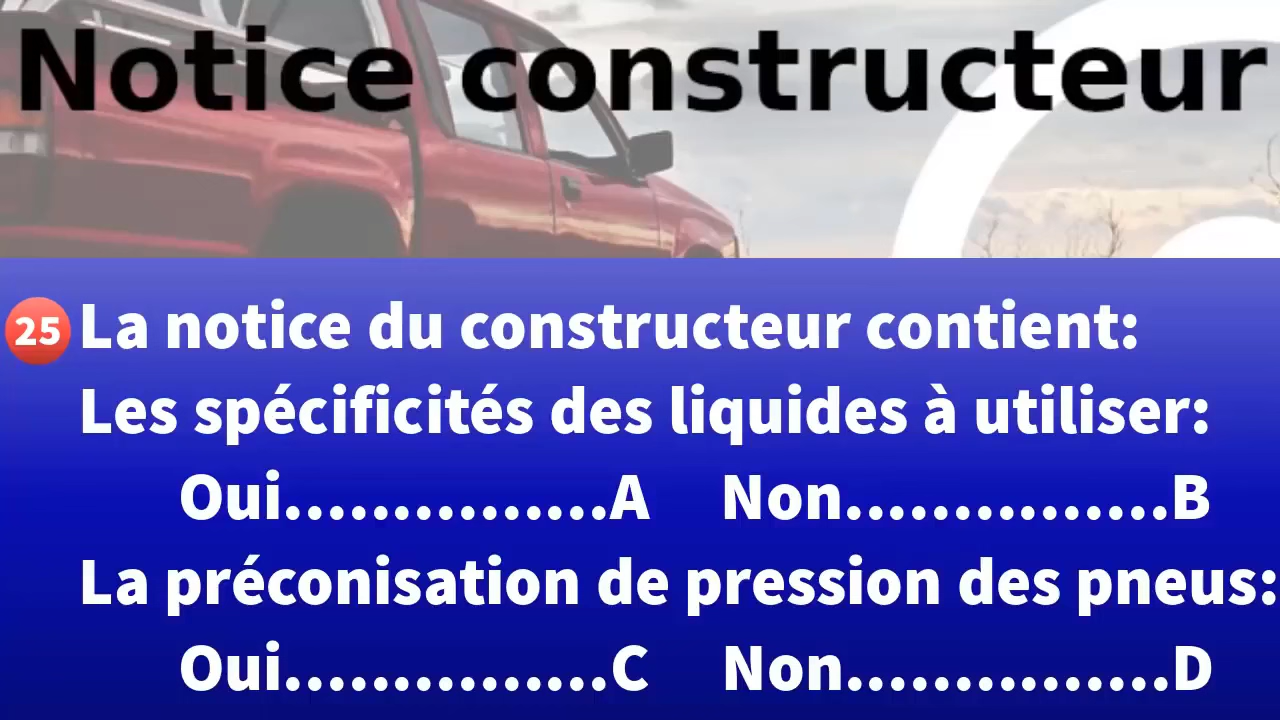 Notice constructeur
25 La notice du constructeur contient:
Les spécificités des liquides à utiliser:
Oui...............A Non...............B
La préconisation de pression des pneus:
Oui...............C Non...............D